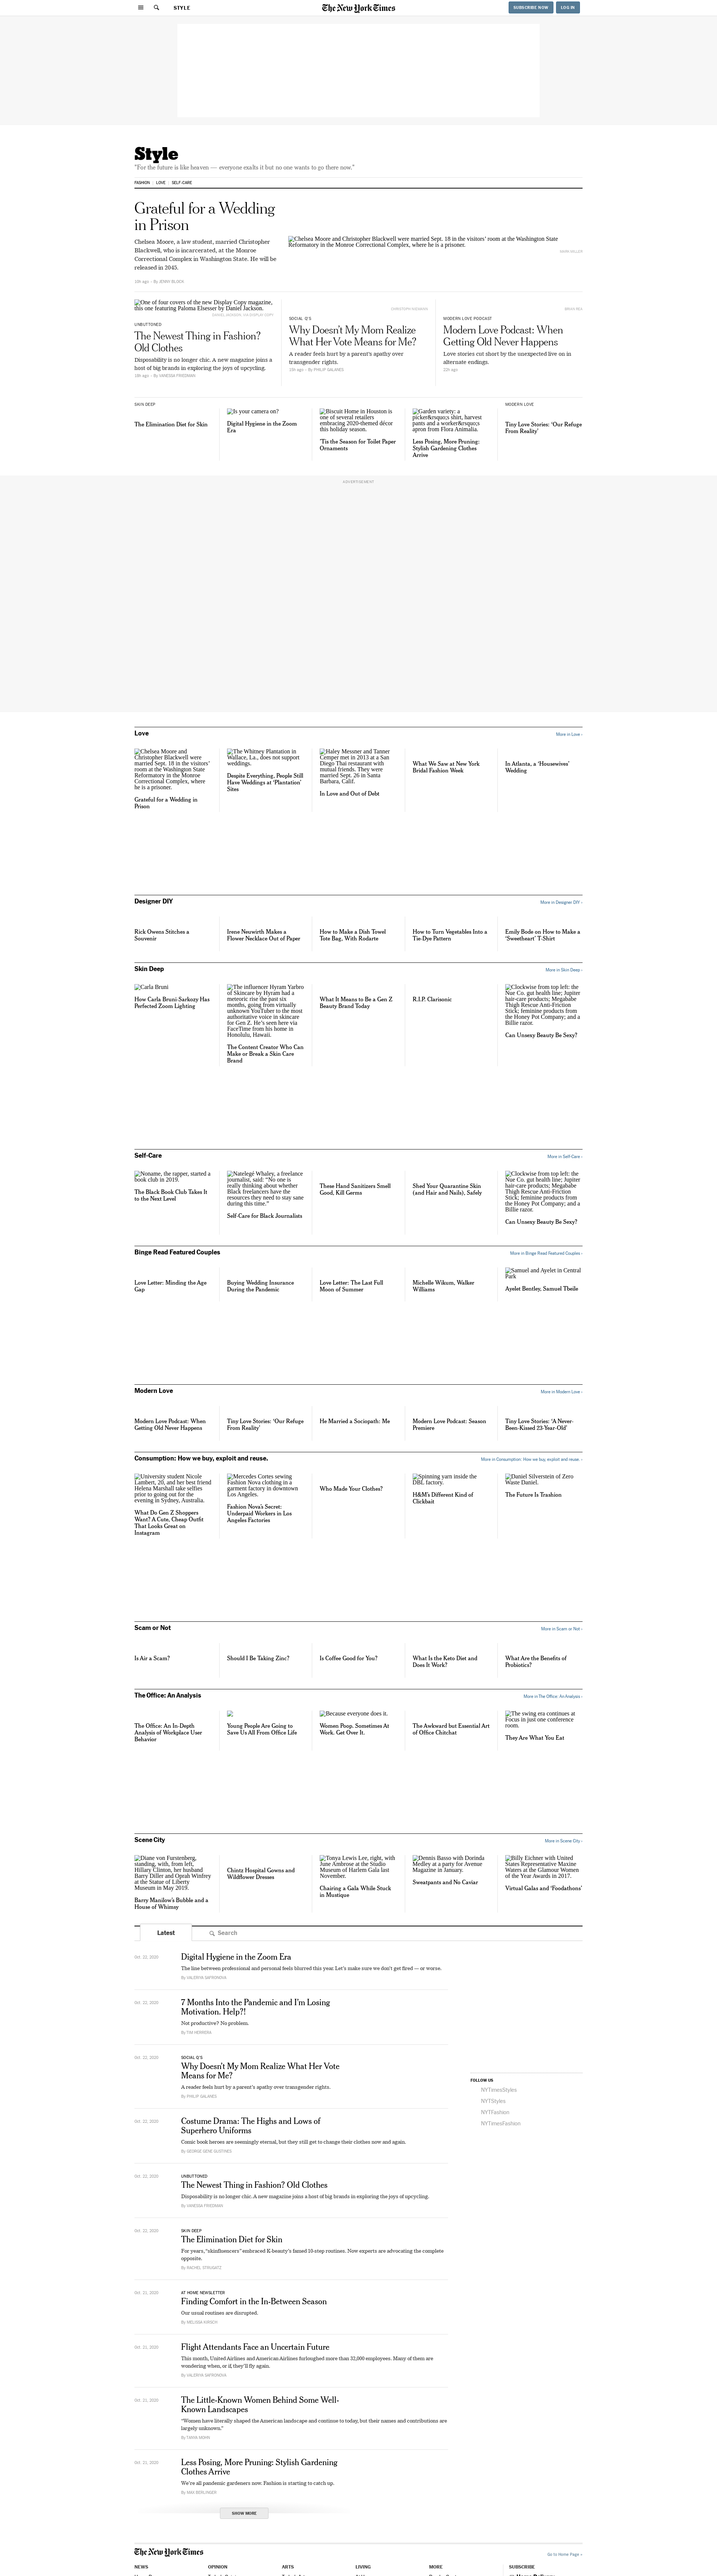 STYLE
The New York Times
SUBSCRIBE NOW
LOG IN
Style
“For the future is like heaven — everyone exalts it but no one wants to go there now.”
FASHION
LOVE
SELF-CARE
Grateful for a Wedding
in Prison
Chelsea Moore, a law student, married Christopher
Blackwell, who is incarcerated, at the Monroe
Correctional Complex in Washington State. He will be
released in 2045.
Chelsea Moore and Christopher Blackwell were married Sept. 18 in the visitors’ room at the Washington State
Reformatory in the Monroe Correctional Complex, where he is a prisoner.
One of four covers of the new Display Copy magazine,
this one featuring Paloma Elsesser by Daniel Jackson.
UNBUTTONED
The Newest Thing in Fashion?
Old Clothes
Disposability is no longer chic. A new magazine joins a
host of big brands in exploring the joys of upcycling.
By VANESSA FRIEDMAN
SOCIAL Q’S
Why Doesn’t My Mom Realize
What Her Vote Means for Me?
A reader feels hurt by a parent’s apathy over
transgender rights.
By PHILIP GALANES
MODERN LOVE PODCAST
Modern Love Podcast: When
Getting Old Never Happens
Love stories cut short by the unexpected live on in
alternate endings.
SKIN DEEP
The Elimination Diet for Skin
Is your camera on?
Digital Hygiene in the Zoom
Era
Biscuit Home in Houston is
one of several retailers
embracing 2020-themed décor
this holiday season.
’Tis the Season for Toilet Paper
Ornaments
Garden variety: a
picker&rsquo;s shirt, harvest
pants and a worker&rsquo;s
apron from Flora Animalia.
Less Posing, More Pruning:
Stylish Gardening Clothes
Arrive
MODERN LOVE
Tiny Love Stories: ‘Our Refuge
From Reality’
ADVERTISEMENT
Love
More in Love ›
Chelsea Moore and
Christopher Blackwell were
married Sept. 18 in the visitors’
room at the Washington State
Reformatory in the Monroe
Correctional Complex, where
he is a prisoner.
Grateful for a Wedding in
Prison
The Whitney Plantation in
Wallace, La., does not support
weddings.
Despite Everything, People Still
Have Weddings at ‘Plantation’
Sites
Haley Messner and Tanner
Cemper met in 2013 at a San
Diego Thai restaurant with
mutual friends. They were
married Sept. 26 in Santa
Barbara, Calif.
In Love and Out of Debt
What We Saw at New York
Bridal Fashion Week
In Atlanta, a ‘Housewives’
Wedding
Designer DIY
More in Designer DIY ›
Rick Owens Stitches a
Souvenir
Irene Neuwirth Makes a
Flower Necklace Out of Paper
How to Make a Dish Towel
Tote Bag, With Rodarte
How to Turn Vegetables Into a
Tie-Dye Pattern
Emily Bode on How to Make a
‘Sweetheart’ T-Shirt
Skin Deep
More in Skin Deep ›
Carla Bruni
How Carla Bruni-Sarkozy Has
Perfected Zoom Lighting
The influencer Hyram Yarbro
of Skincare by Hyram had a
meteoric rise the past six
months, going from virtually
unknown YouTuber to the most
authoritative voice in skincare
for Gen Z. He’s seen here via
FaceTime from his home in
Honolulu, Hawaii.
The Content Creator Who Can
Make or Break a Skin Care
Brand
What It Means to Be a Gen Z
Beauty Brand Today
R.I.P. Clarisonic
Clockwise from top left: the
Nue Co. gut health line; Jupiter
hair-care products; Megababe
Thigh Rescue Anti-Friction
Stick; feminine products from
the Honey Pot Company; and a
Billie razor.
Can Unsexy Beauty Be Sexy?
Self-Care
More in Self-Care ›
Noname, the rapper, started a
book club in 2019.
The Black Book Club Takes It
to the Next Level
Natelegé Whaley, a freelance
journalist, said: “No one is
really thinking about whether
Black freelancers have the
resources they need to stay sane
during this time.”
Self-Care for Black Journalists
These Hand Sanitizers Smell
Good, Kill Germs
Shed Your Quarantine Skin
(and Hair and Nails), Safely
Clockwise from top left: the
Nue Co. gut health line; Jupiter
hair-care products; Megababe
Thigh Rescue Anti-Friction
Stick; feminine products from
the Honey Pot Company; and a
Billie razor.
Can Unsexy Beauty Be Sexy?
Binge Read Featured Couples
More in Binge Read Featured Couples ›
Love Letter: Minding the Age
Gap
Buying Wedding Insurance
During the Pandemic
Love Letter: The Last Full
Moon of Summer
Michelle Wikum, Walker
Williams
Samuel and Ayelet in Central
Park
Ayelet Bentley, Samuel Tbeile
Modern Love
More in Modern Love ›
Modern Love Podcast: When
Getting Old Never Happens
Tiny Love Stories: ‘Our Refuge
From Reality’
He Married a Sociopath: Me
Modern Love Podcast: Season
Premiere
Tiny Love Stories: ‘A Never-
Been-Kissed 23-Year-Old’
Consumption: How we buy, exploit and reuse.
More in Consumption: How we buy, exploit and reuse. ›
University student Nicole
Lambert, 20, and her best friend
Helena Marshall take selfies
prior to going out for the
evening in Sydney, Australia.
What Do Gen Z Shoppers
Want? A Cute, Cheap Outfit
That Looks Great on
Instagram
Mercedes Cortes sewing
Fashion Nova clothing in a
garment factory in downtown
Los Angeles.
Fashion Nova’s Secret:
Underpaid Workers in Los
Angeles Factories
Who Made Your Clothes?
Spinning yarn inside the
DBL factory.
H&M’s Different Kind of
Clickbait
Daniel Silverstein of Zero
Waste Daniel.
The Future Is Trashion
Scam or Not
More in Scam or Not ›
Is Air a Scam?
Should I Be Taking Zinc?
Is Coffee Good for You?
What Is the Keto Diet and
Does It Work?
What Are the Benefits of
Probiotics?
The Office: An Analysis
More in The Office: An Analysis ›
The Office: An In-Depth
Analysis of Workplace User
Behavior
Young People Are Going to
Save Us All From Office Life
Because everyone does it.
Women Poop. Sometimes At
Work. Get Over It.
The Awkward but Essential Art
of Office Chitchat
The swing era continues at
Focus in just one conference
room.
They Are What You Eat
Scene City
More in Scene City ›
Diane von Furstenberg,
standing, with, from left,
Hillary Clinton, her husband
Barry Diller and Oprah Winfrey
at the Statue of Liberty
Museum in May 2019.
Barry Manilow’s Bubble and a
House of Whimsy
Chintz Hospital Gowns and
Wildflower Dresses
Tonya Lewis Lee, right, with
June Ambrose at the Studio
Museum of Harlem Gala last
November.
Chairing a Gala While Stuck
in Mustique
Dennis Basso with Dorinda
Medley at a party for Avenue
Magazine in January.
Sweatpants and No Caviar
Billy Eichner with United
States Representative Maxine
Waters at the Glamour Women
of the Year Awards in 2017.
Virtual Galas and ‘Foodathons’
Latest
Search
Oct. 22, 2020
Digital Hygiene in the Zoom Era
The line between professional and personal feels blurred this year. Let’s make sure we don’t get fired — or worse.
By VALERIYA SAFRONOVA
Oct. 22, 2020
7 Months Into the Pandemic and I’m Losing
Motivation. Help?!
Not productive? No problem.
By TIM HERRERA
Oct. 22, 2020
SOCIAL Q’S
Why Doesn’t My Mom Realize What Her Vote
Means for Me?
A reader feels hurt by a parent’s apathy over transgender rights.
By PHILIP GALANES
Oct. 22, 2020
Costume Drama: The Highs and Lows of
Superhero Uniforms
Comic book heroes are seemingly eternal, but they still get to change their clothes now and again.
By GEORGE GENE GUSTINES
Oct. 22, 2020
UNBUTTONED
The Newest Thing in Fashion? Old Clothes
Disposability is no longer chic. A new magazine joins a host of big brands in exploring the joys of upcycling.
By VANESSA FRIEDMAN
Oct. 22, 2020
SKIN DEEP
The Elimination Diet for Skin
For years, “skinfluencers” embraced K-beauty’s famed 10-step routines. Now experts are advocating the complete
opposite.
By RACHEL STRUGATZ
Oct. 21, 2020
AT HOME NEWSLETTER
Finding Comfort in the In-Between Season
Our usual routines are disrupted.
By MELISSA KIRSCH
Oct. 21, 2020
Flight Attendants Face an Uncertain Future
This month, United Airlines and American Airlines furloughed more than 32,000 employees. Many of them are
wondering when, or if, they’ll fly again.
By VALERIYA SAFRONOVA
Oct. 21, 2020
The Little-Known Women Behind Some Well-
Known Landscapes
“Women have literally shaped the American landscape and continue to today, but their names and contributions are
largely unknown.”
Oct. 21, 2020
Less Posing, More Pruning: Stylish Gardening
Clothes Arrive
We’re all pandemic gardeners now. Fashion is starting to catch up.
By MAX BERLINGER
SHOW MORE
FOLLOW US
NYTimesStyles
NYTStyles
NYTFashion
NYTimesFashion
The New York Times
Go to Home Page »
NEWS
OPINION
ARTS
LIVING
MORE
SUBSCRIBE